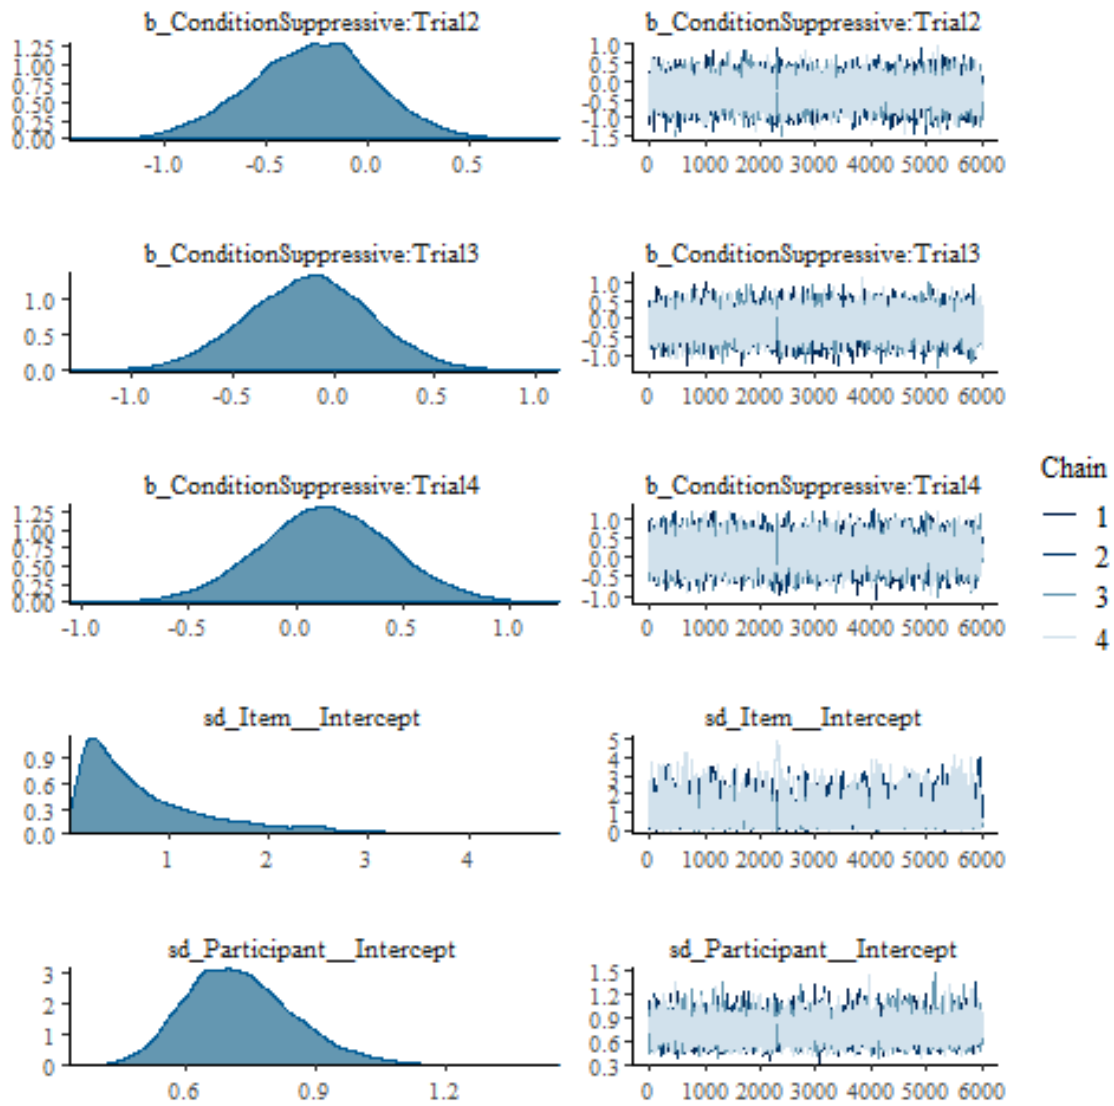 b_ConditionSuppressive:Trial2
b_ConditionSuppressive:Trial2
1.25
1.00
0.75
0.50
0.25
0.00
-1.0 -0.5 0.0 0.5
1.0
0.5
0.0
-0.5
-1.0
-1.5
0 1000 2000 3000 4000 5000 6000
b_ConditionSuppressive:Trial3
b_ConditionSuppressive:Trial3
1.0
0.5
0.0
-1.0 -0.5 0.0 0.5 1.0
1.0
0.5
0.0
-0.5
-1.0
0 1000 2000 3000 4000 5000 6000
b_ConditionSuppressive:Trial4
b_ConditionSuppressive:Trial4
1.25
1.00
0.75
0.50
0.25
0.00
-1.0 -0.5 0.0 0.5 1.0
1.0
0.5
0.0
-0.5
-1.0
0 1000 2000 3000 4000 5000 6000
Chain
1
2
3
4
sd_Item__Intercept
sd_Item__Intercept
0.9
0.6
0.3
0.0
1 2 3 4
5
4
3
2
1
0
0 1000 2000 3000 4000 5000 6000
sd_Participant__Intercept
sd_Participant__Intercept
3
2
1
0
0.6 0.9 1.2
1.5
1.2
0.9
0.6
0.3
0 1000 2000 3000 4000 5000 6000